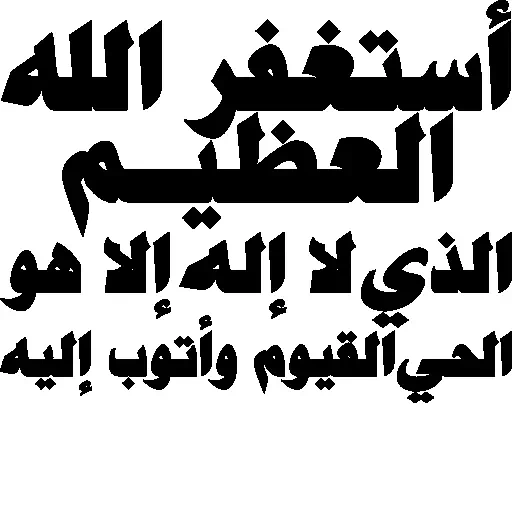 أستغفر الله
العظيم
الذي لا إله إلا هو
الحي القيوم وأتوب إليه